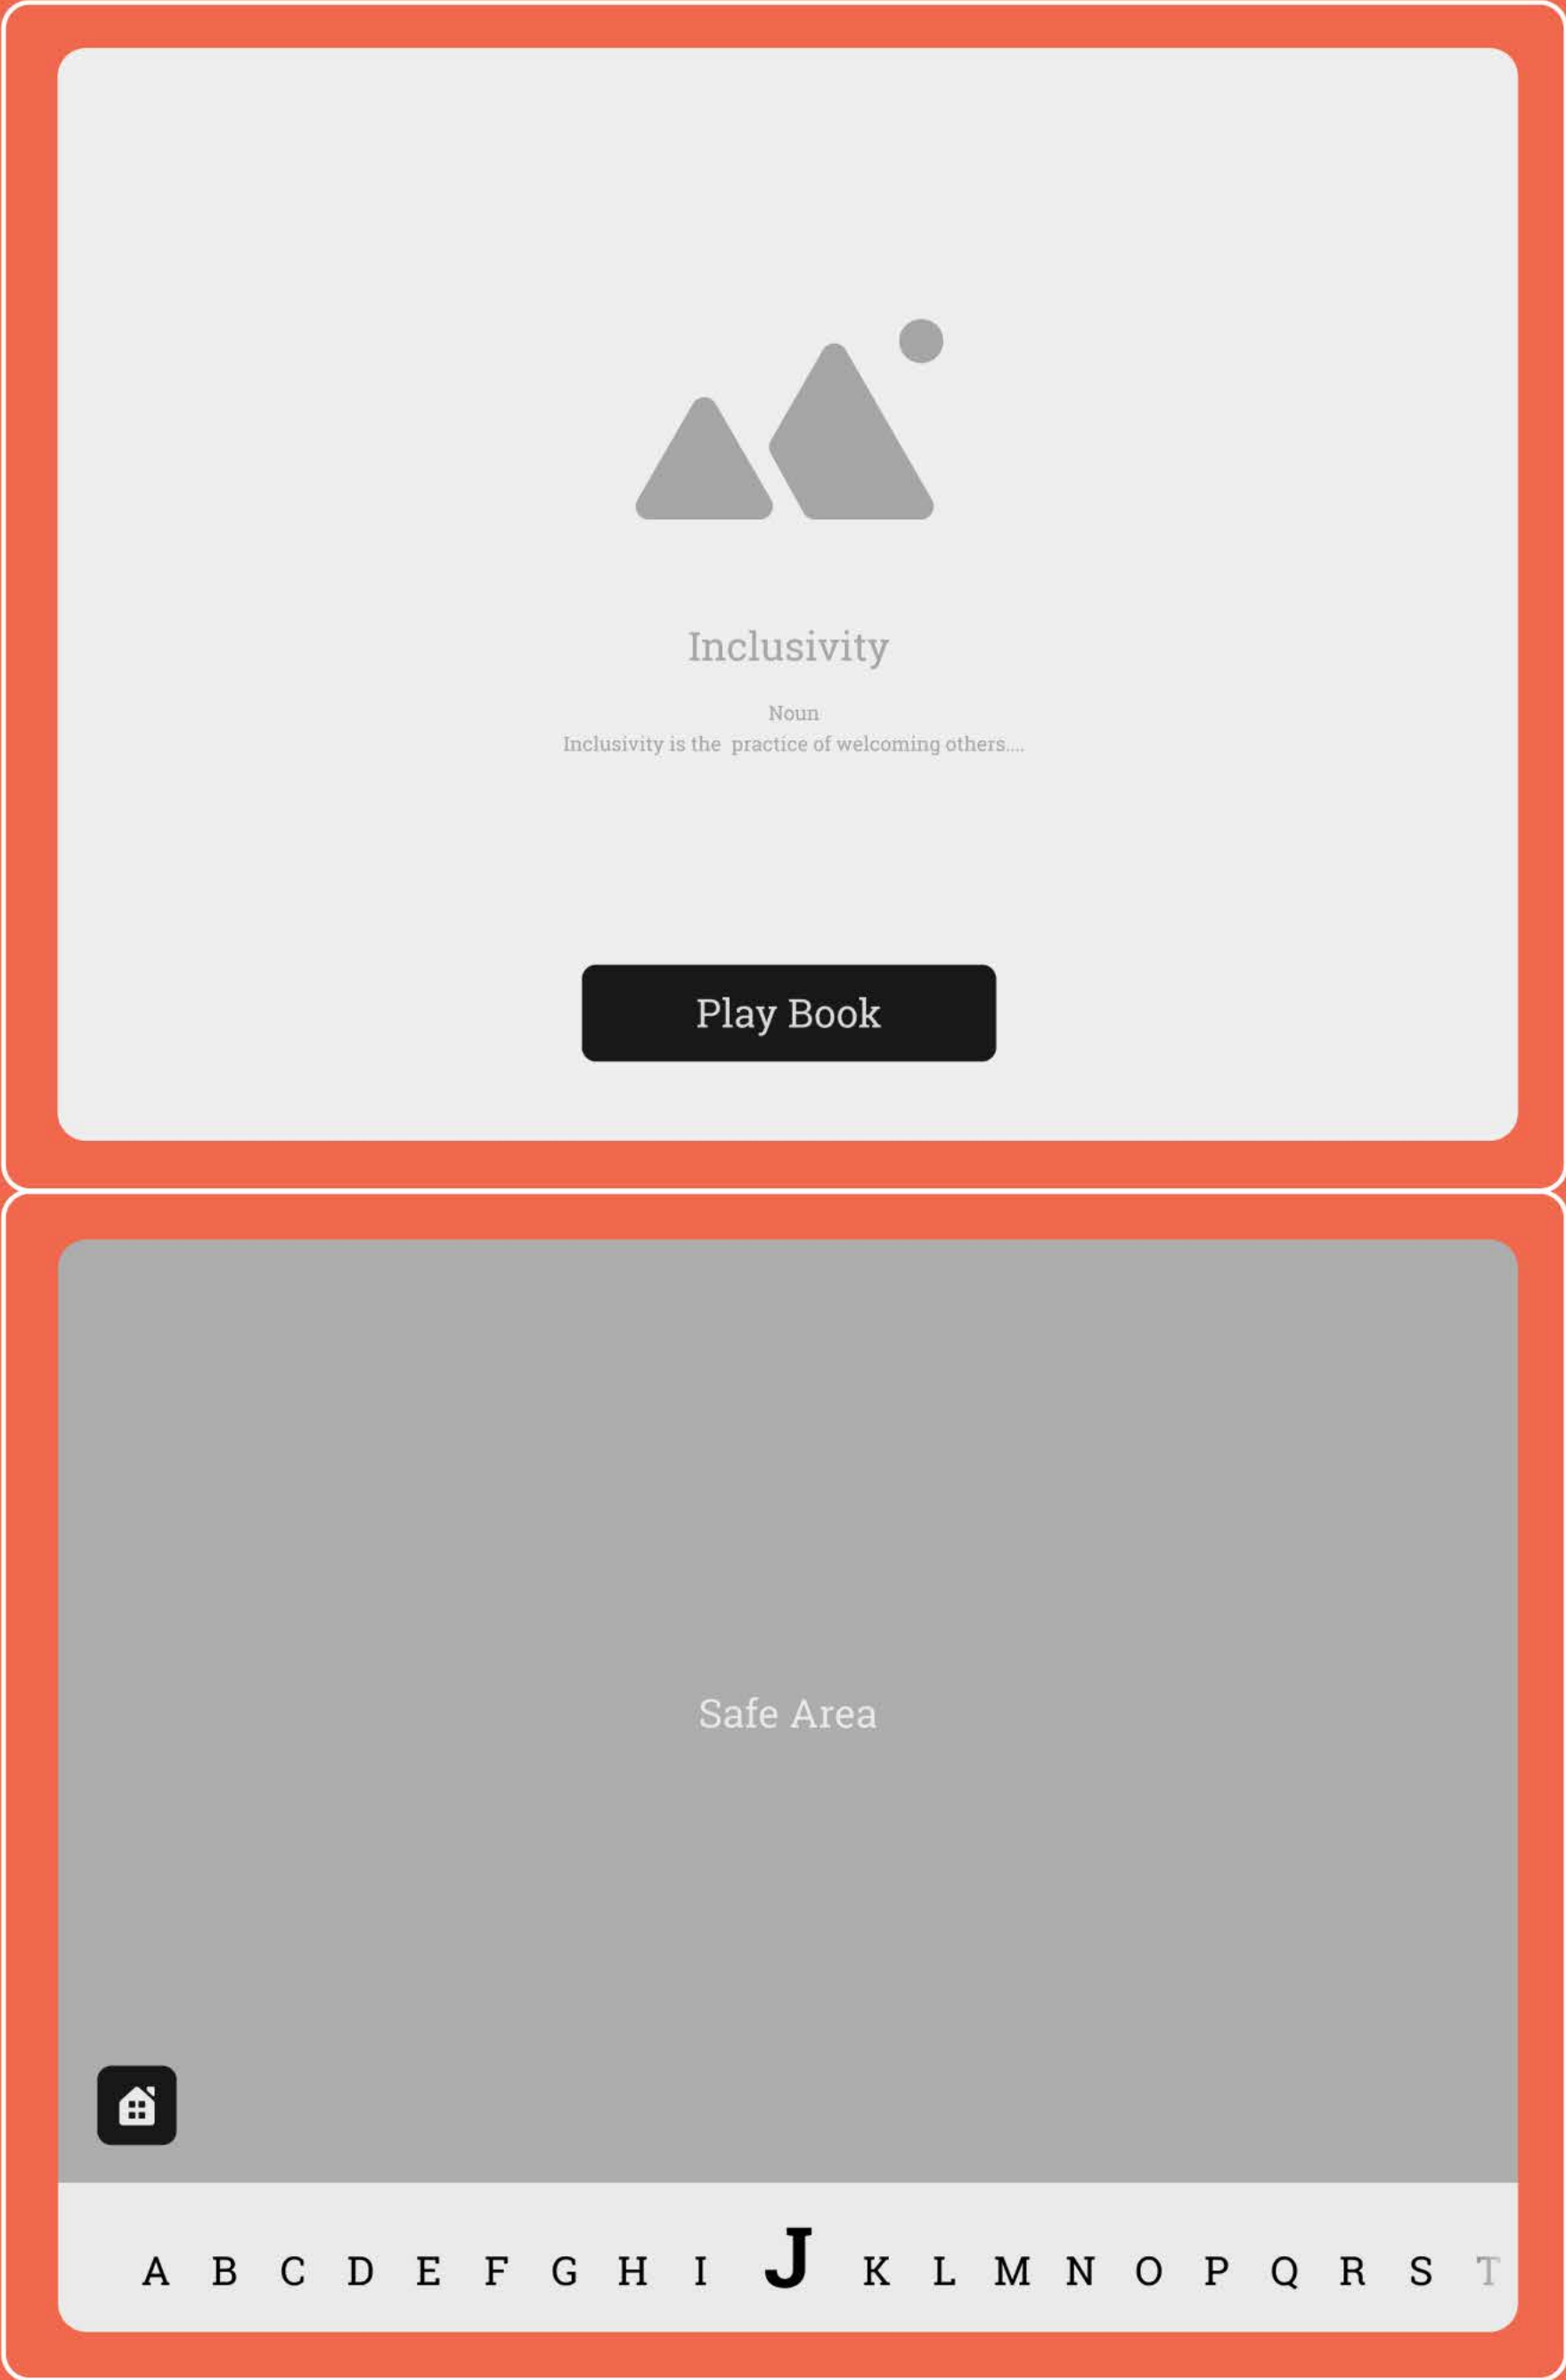 Inclusivity
Noun
Inclusivity is the  practice of welcoming others....
Play Book
Safe Area
A B C D E F G H I J K L M N O P Q R S T